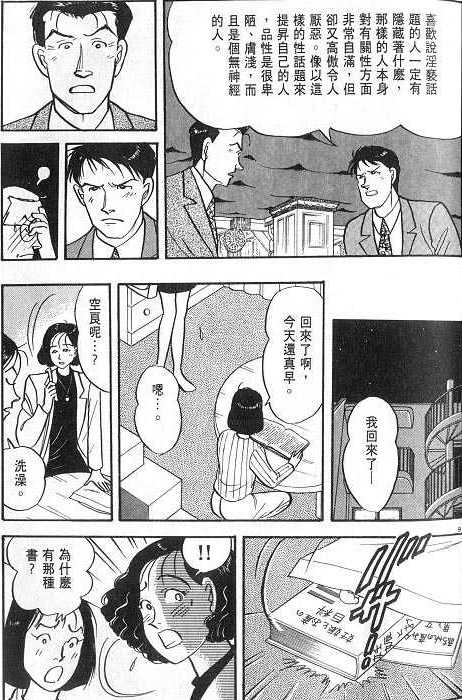 喜歡說淫褻話
題的人一定有
隱藏著什麼，
那樣的人本身
對有關性方面
非常自滿，但
卻又高傲令人
厭惡。像以這
樣的性話題來
提昇自己的人
，品性是很卑
陋、膚淺，而
且是個無神經
的人。
我回來了—
回來了啊，
今天還真早。
嗯…。
空良呢…？
洗澡。
!!
為什麼
有那種
書？